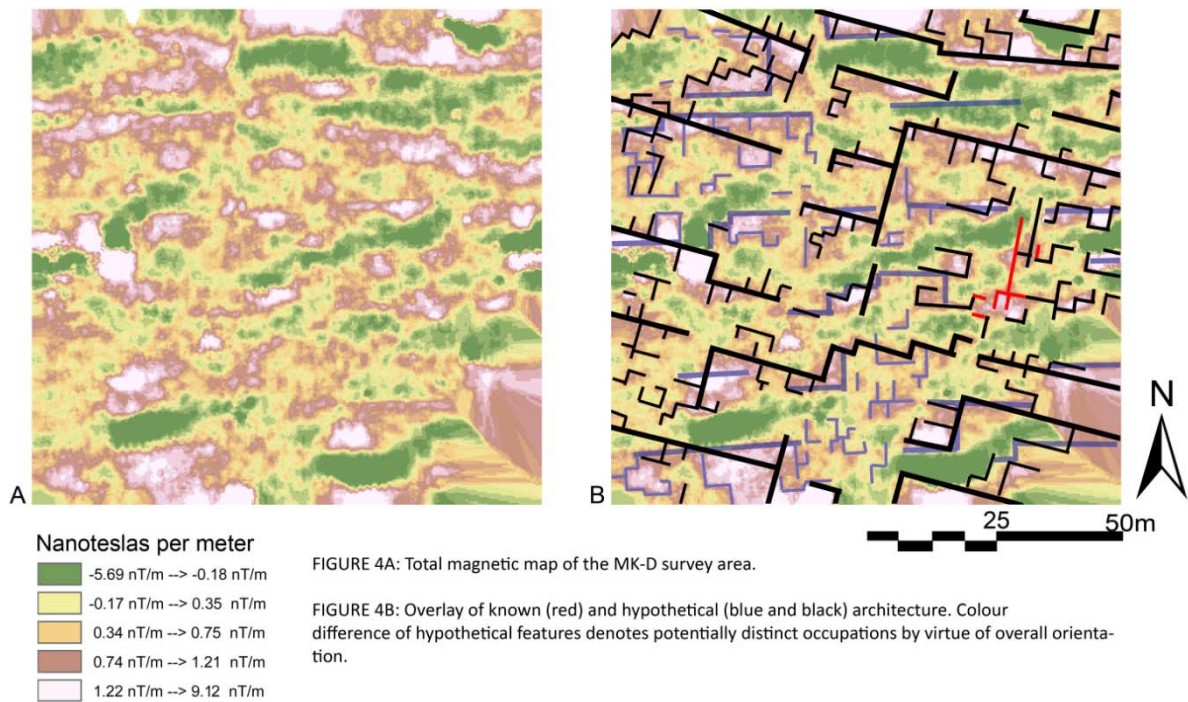 A
B
N
25
50m
Nanoteslas per meter
-5.69 nT/m --> -0.18 nT/m
-0.17 nT/m --> 0.35 nT/m
0.34 nT/m --> 0.75 nT/m
0.74 nT/m --> 1.21 nT/m
1.22 nT/m --> 9.12 nT/m
FIGURE 4A: Total magnetic map of the MK-D survey area.
FIGURE 4B: Overlay of known (red) and hypothetical (blue and black) architecture. Colour
difference of hypothetical features denotes potentially distinct occupations by virtue of overall orienta-
tion.